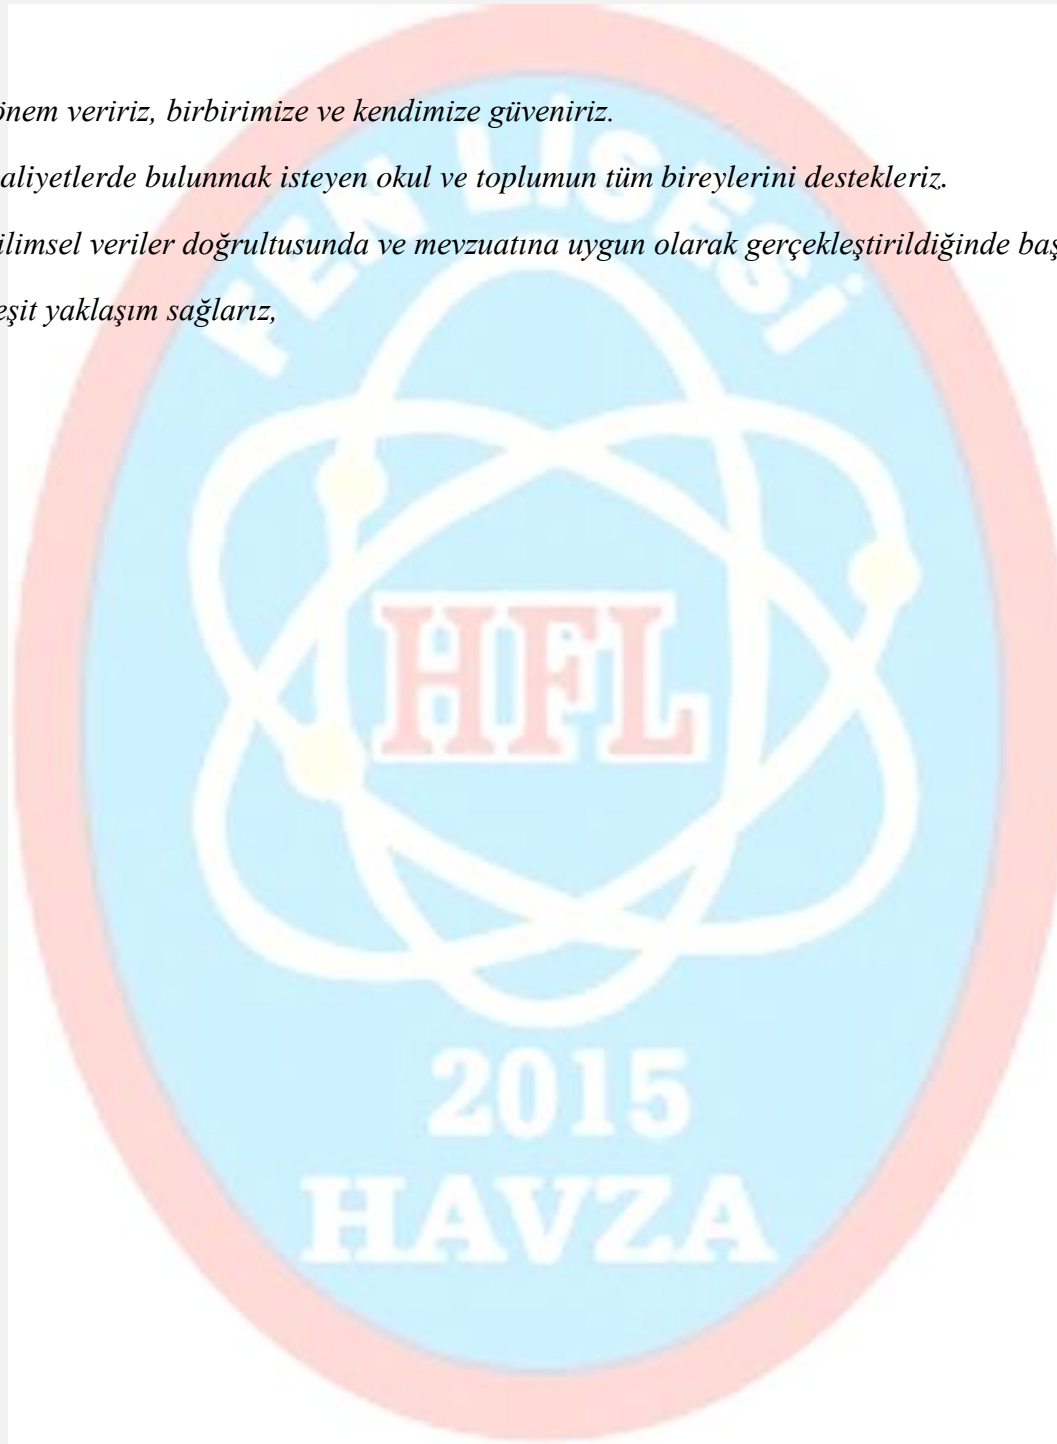 önem veririz, birbirimize ve kendimize güveniriz.
aliyetlerde bulunmak isteyen okul ve toplumun tüm bireylerini destekleriz.
ilimsel veriler doğrultusunda ve mevzuatına uygun olarak gerçekleştirildiğinde baş
eşit yaklaşım sağlarız,
FEN LİSESİ
HFL
2015
HAVZA